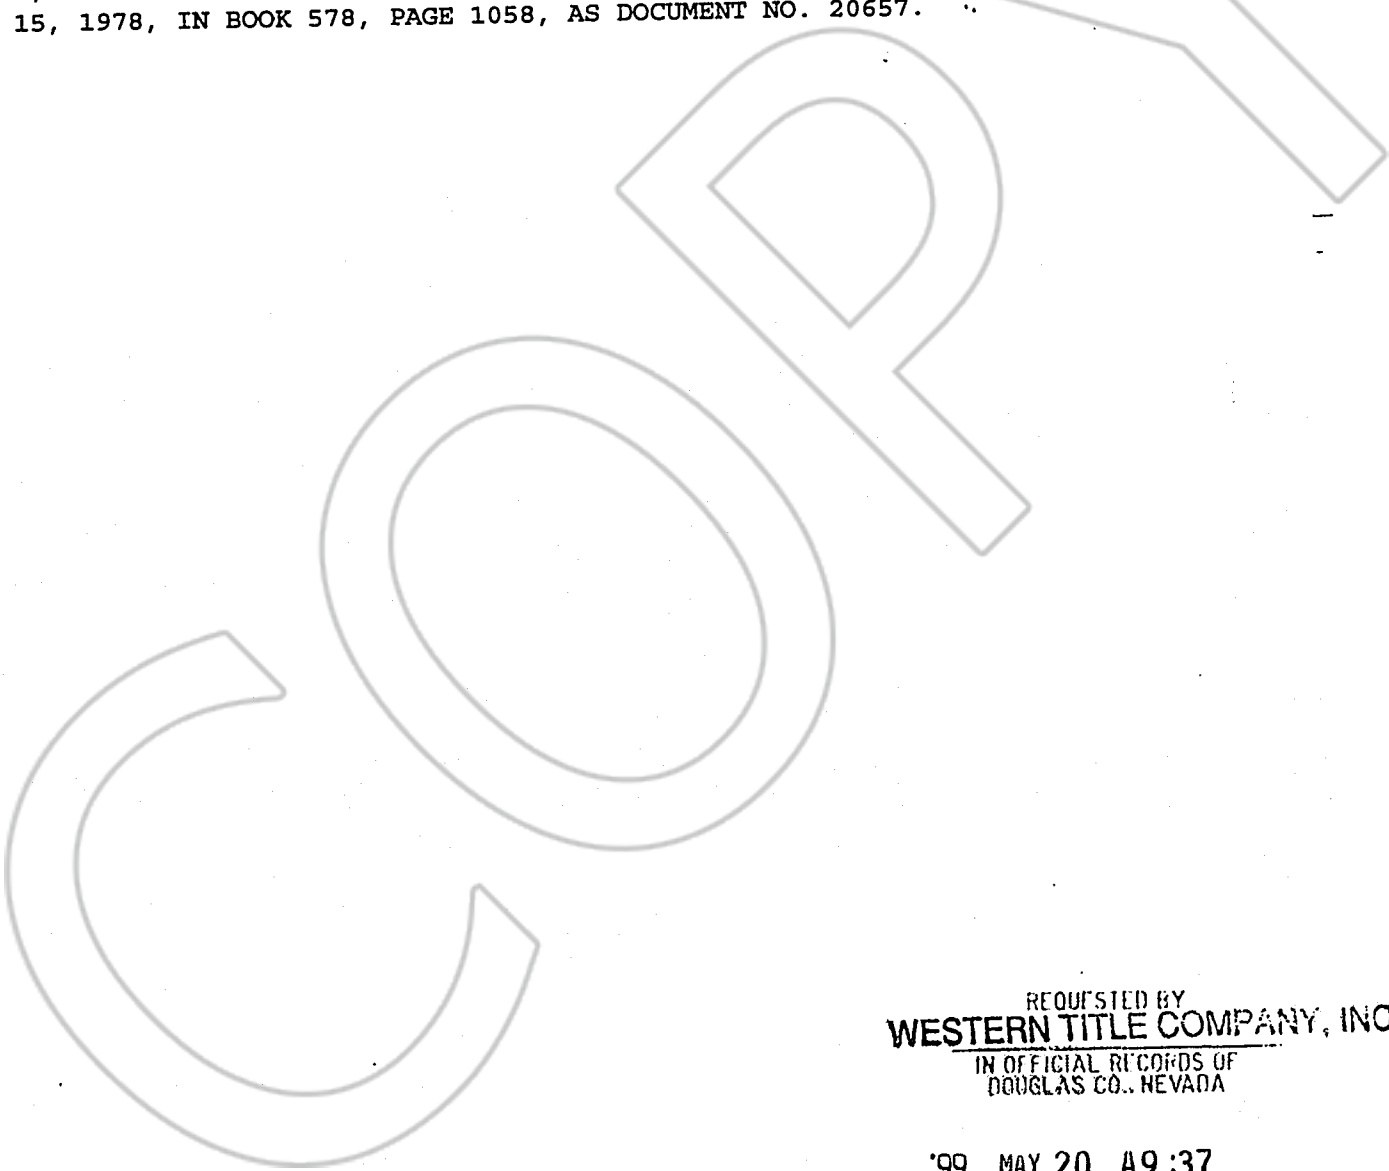 15, 1978, IN BOOK 578, PAGE 1058, AS DOCUMENT NO. 20657.
COPY
REQUESTED BY
WESTERN TITLE COMPANY, INC
IN OFFICIAL RECORDS OF
DOUGLAS CO., NEVADA
'99 MAY 20 A9:37